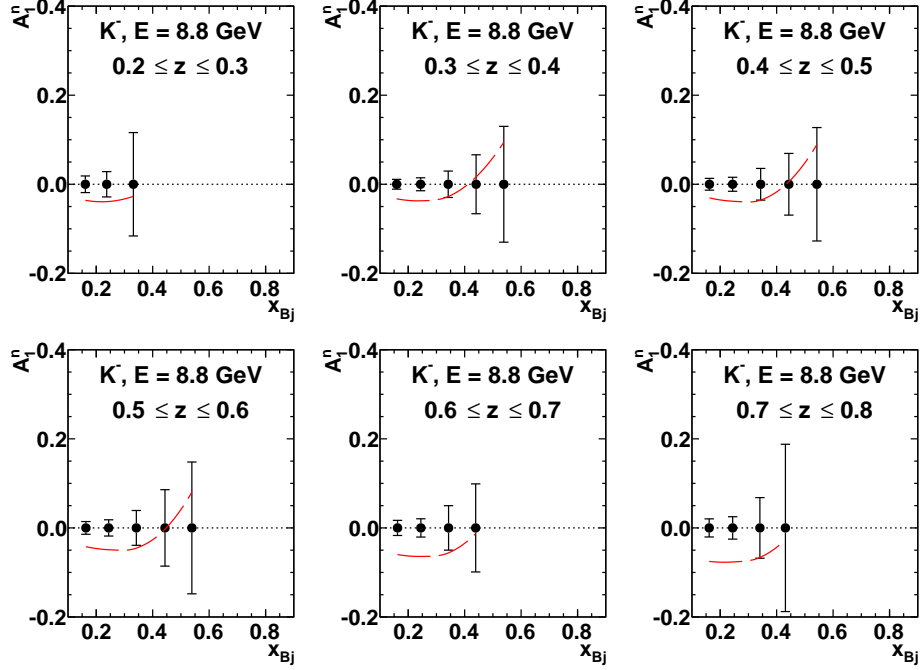 A₁ⁿ 0.4 K⁻, E = 8.8 GeV
0.2 ≤ z ≤ 0.3
0.2
0.0
-0.2
0.2 0.4 0.6 0.8
x_Bj
A₁ⁿ 0.4 K⁻, E = 8.8 GeV
0.3 ≤ z ≤ 0.4
0.2
0.0
-0.2
0.2 0.4 0.6 0.8
x_Bj
A₁ⁿ 0.4 K⁻, E = 8.8 GeV
0.4 ≤ z ≤ 0.5
0.2
0.0
-0.2
0.2 0.4 0.6 0.8
x_Bj
A₁ⁿ 0.4 K⁻, E = 8.8 GeV
0.5 ≤ z ≤ 0.6
0.2
0.0
-0.2
0.2 0.4 0.6 0.8
x_Bj
A₁ⁿ 0.4 K⁻, E = 8.8 GeV
0.6 ≤ z ≤ 0.7
0.2
0.0
-0.2
0.2 0.4 0.6 0.8
x_Bj
A₁ⁿ 0.4 K⁻, E = 8.8 GeV
0.7 ≤ z ≤ 0.8
0.2
0.0
-0.2
0.2 0.4 0.6 0.8
x_Bj